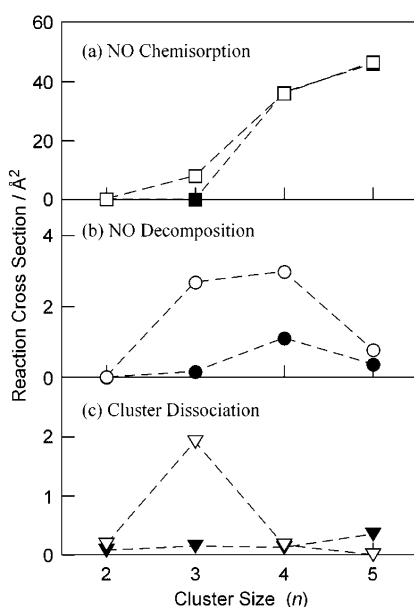 60
(a) NO Chemisorption
40
20
0
(b) NO Decomposition
4
2
0
(c) Cluster Dissociation
2
1
0
2 3 4 5
Cluster Size (n)
Reaction Cross Section / Å²